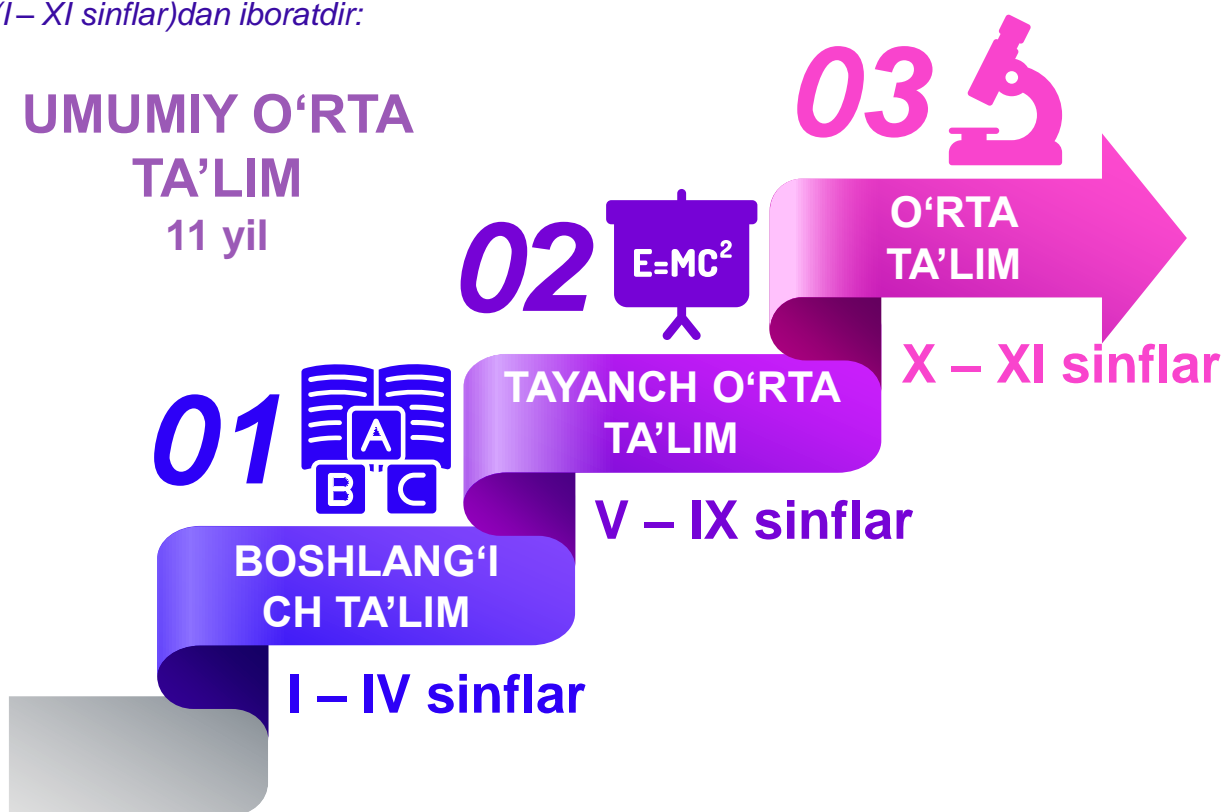 (I – XI sinflar)dan iboratdir:
UMUMIY O‘RTA
TA’LIM
11 yil
03
O‘RTA
TA’LIM
X – XI sinflar
02
E=MC²
TAYANCH O‘RTA
TA’LIM
V – IX sinflar
01
A
B " C
BOSHLANG‘I
CH TA’LIM
I – IV sinflar